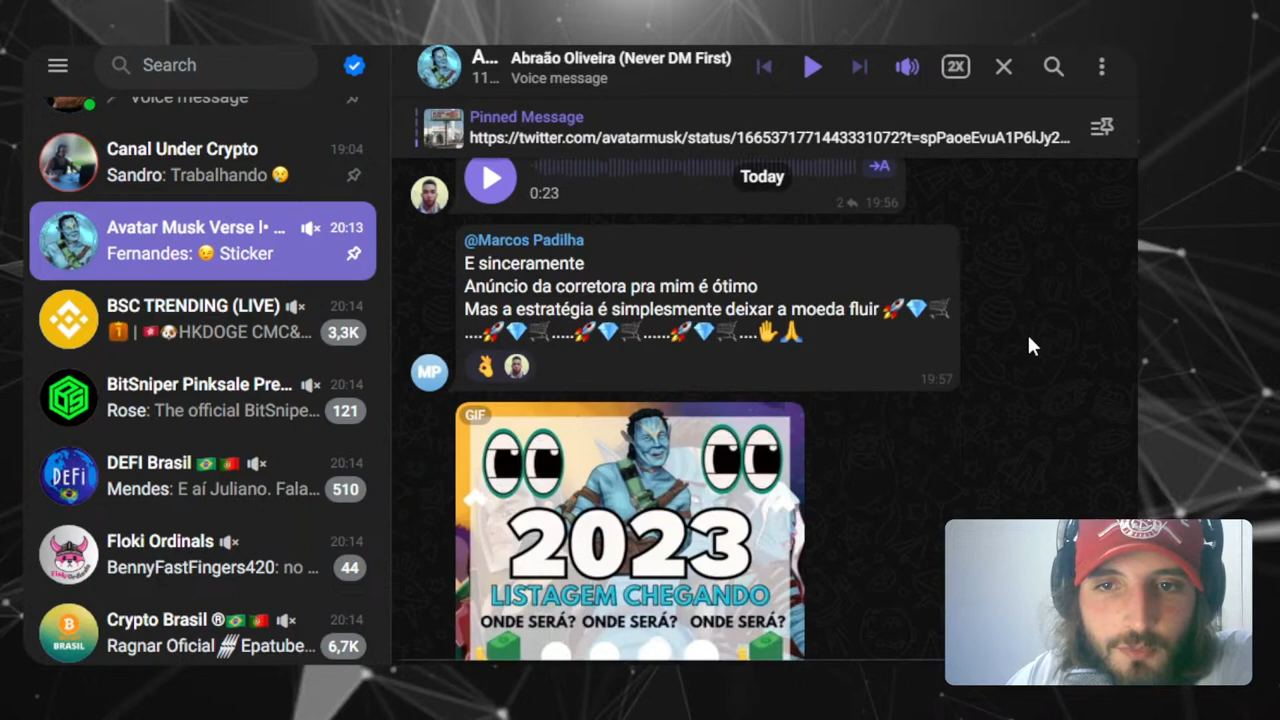 Search
Voice message
Canal Under Crypto 19:04
Sandro: Trabalhando 😢
Avatar Musk Verse |• ... 20:13
Fernandes: 😉 Sticker
BSC TRENDING (LIVE) 20:14
| 🇭🇰🐶HKDOGE CMC&... 3,3K
BitSniper Pinksale Pre... 20:14
Rose: The official BitSnipe... 121
DEFI Brasil 🇧🇷 🇵🇹 20:14
Mendes: E aí Juliano. Fala... 510
DEFI
Floki Ordinals 20:14
BennyFastFingers420: no ... 44
Crypto Brasil ®🇧🇷 🇵🇹 20:14
Ragnar Oficial Epatube... 6,7K
BRASIL
A... Abraão Oliveira (Never DM First)
11... Voice message
2X
Pinned Message
https://twitter.com/avatarmusk/status/1665371771443331072?t=spPaoeEvuA1P6lJy2...
Today
→A
0:23
2 19:56
@Marcos Padilha
E sinceramente
Anúncio da corretora pra mim é ótimo
Mas a estratégia é simplesmente deixar a moeda fluir 🚀💎🛒
....🚀💎🛒.....🚀💎🛒......🚀💎🛒....✋🙏
MP
👌
19:57
GIF
2023
LISTAGEM CHEGANDO
ONDE SERÁ? ONDE SERÁ? ONDE SERÁ?